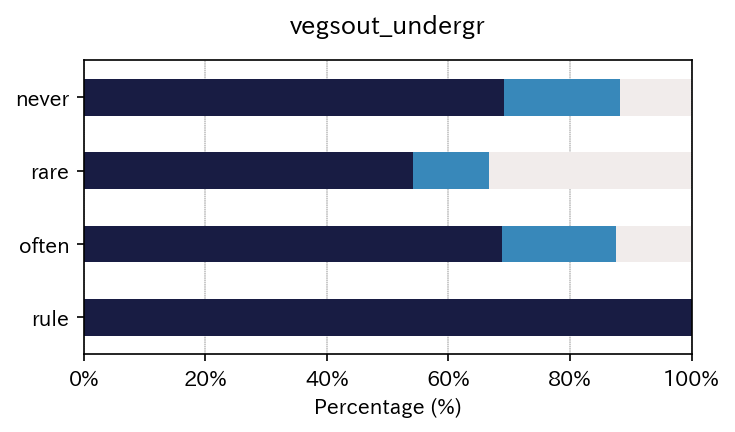 vegsout_undergr
never
rare
often
rule
0% 20% 40% 60% 80% 100%
Percentage (%)